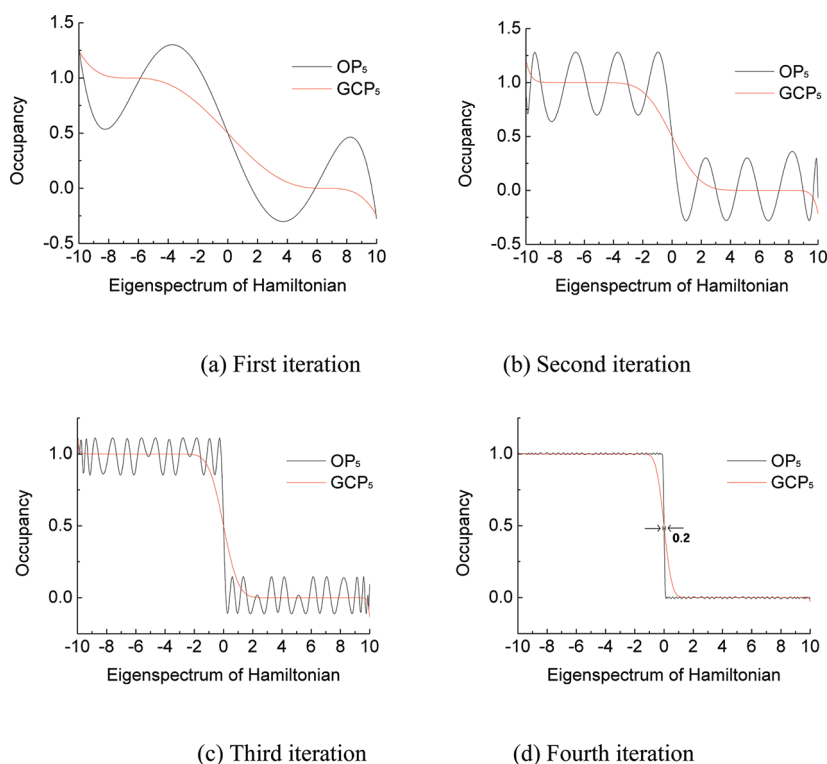 1.5
1.0
0.5
0.0
-0.5
Occupancy
-10 -8 -6 -4 -2 0 2 4 6 8 10
Eigenspectrum of Hamiltonian
OP₅
GCP₅
(a) First iteration
1.5
1.0
0.5
0.0
-0.5
Occupancy
-10 -8 -6 -4 -2 0 2 4 6 8 10
Eigenspectrum of Hamiltonian
OP₅
GCP₅
(b) Second iteration
1.0
0.5
0.0
Occupancy
-10 -8 -6 -4 -2 0 2 4 6 8 10
Eigenspectrum of Hamiltonian
OP₅
GCP₅
(c) Third iteration
1.0
0.5
0.0
Occupancy
-10 -8 -6 -4 -2 0 2 4 6 8 10
Eigenspectrum of Hamiltonian
OP₅
GCP₅
0.2
(d) Fourth iteration